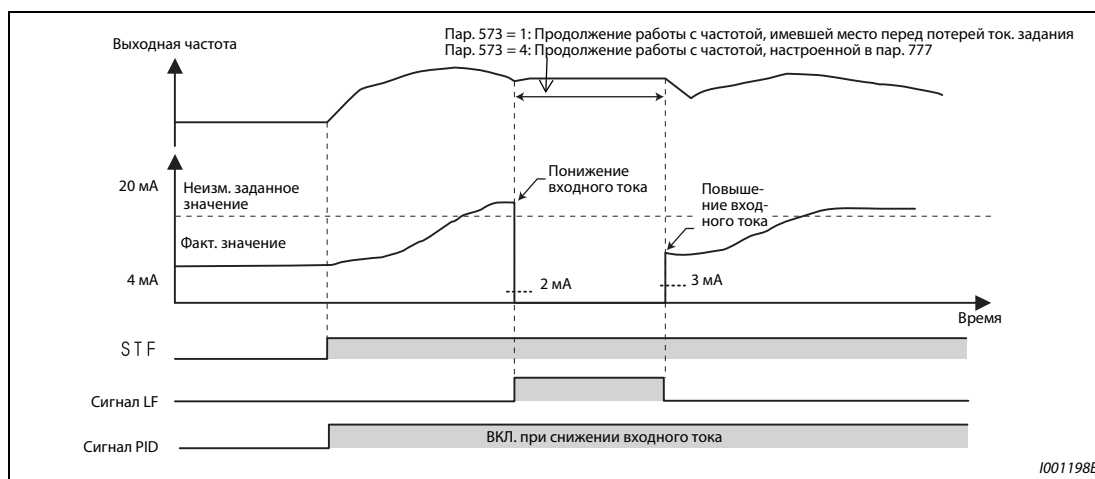 Пар. 573 = 1: Продолжение работы с частотой, имевшей место перед потерей ток. задания
Пар. 573 = 4: Продолжение работы с частотой, настроенной в пар. 777
Выходная частота
20 мА
Неизм. заданное
значение
Понижение
входного тока
Повыше-
ние вход-
ного тока
Факт. значение
4 мА
2 мА
3 мА
Время
STF
Сигнал LF
Сигнал PID
ВКЛ. при снижении входного тока
I001198E